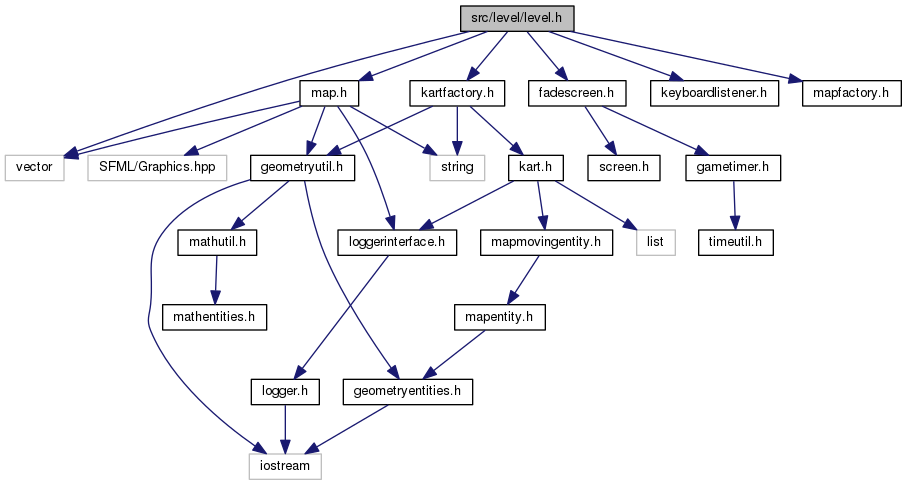 src/level/level.h
map.h
kartfactory.h
fadescreen.h
keyboardlistener.h
mapfactory.h
vector
SFML/Graphics.hpp
geometryutil.h
string
kart.h
screen.h
gametimer.h
mathutil.h
loggerinterface.h
mapmovingentity.h
list
timeutil.h
mathentities.h
mapentity.h
logger.h
geometryentities.h
iostream